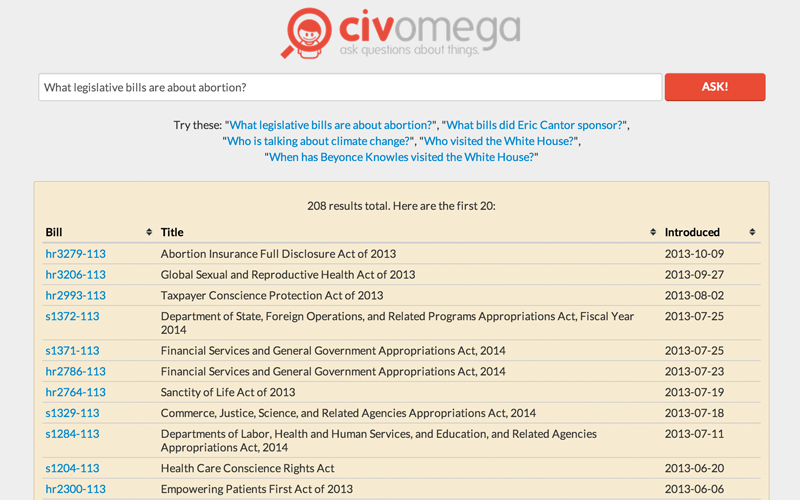 civomega
ask questions about things.
What legislative bills are about abortion?
ASK!
Try these: "What legislative bills are about abortion?", "What bills did Eric Cantor sponsor?",
"Who is talking about climate change?", "Who visited the White House?",
"When has Beyonce Knowles visited the White House?"
208 results total. Here are the first 20:
Bill Title Introduced
hr3279-113 Abortion Insurance Full Disclosure Act of 2013 2013-10-09
hr3206-113 Global Sexual and Reproductive Health Act of 2013 2013-09-27
hr2993-113 Taxpayer Conscience Protection Act of 2013 2013-08-02
s1372-113 Department of State, Foreign Operations, and Related Programs Appropriations Act, Fiscal Year 2013-07-25
2014
s1371-113 Financial Services and General Government Appropriations Act, 2014 2013-07-25
hr2786-113 Financial Services and General Government Appropriations Act, 2014 2013-07-23
hr2764-113 Sanctity of Life Act of 2013 2013-07-19
s1329-113 Commerce, Justice, Science, and Related Agencies Appropriations Act, 2014 2013-07-18
s1284-113 Departments of Labor, Health and Human Services, and Education, and Related Agencies 2013-07-11
Appropriations Act, 2014
s1204-113 Health Care Conscience Rights Act 2013-06-20
hr2300-113 Empowering Patients First Act of 2013 2013-06-06